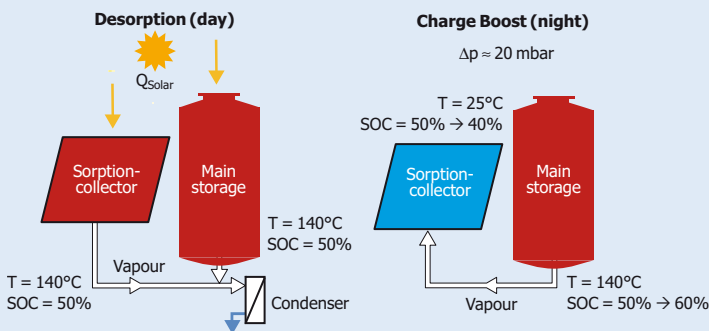 Desorption (day)
QSolar
Sorption-
collector
Main
storage
T = 140°C
SOC = 50%
Vapour
T = 140°C
SOC = 50%
Condenser
Charge Boost (night)
Δp ≈ 20 mbar
T = 25°C
SOC = 50% → 40%
Sorption-
collector
Main
storage
Vapour
T = 140°C
SOC = 50% → 60%